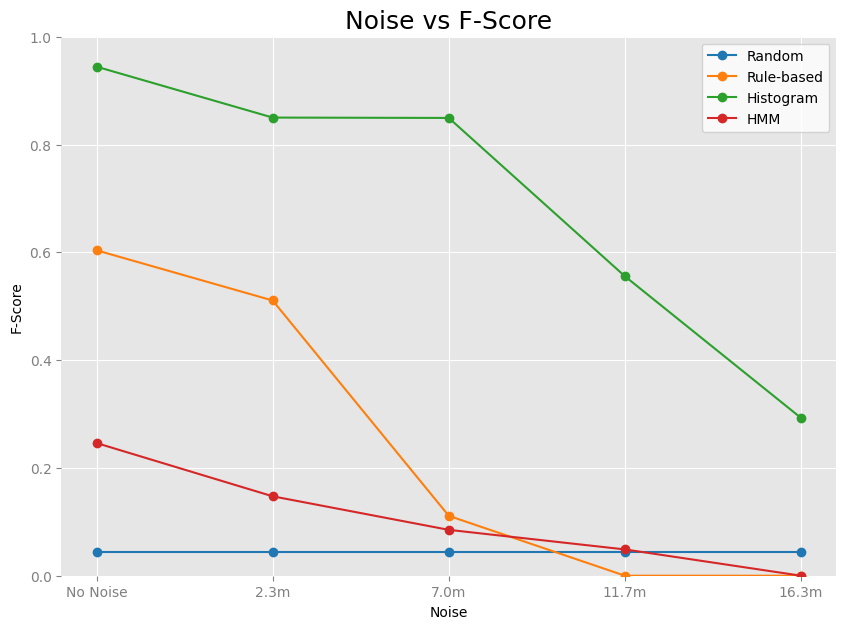 Noise vs F-Score
Random
Rule-based
Histogram
HMM
1.0
0.8
0.6
0.4
0.2
0.0
F-Score
No Noise
2.3m
7.0m
11.7m
16.3m
Noise